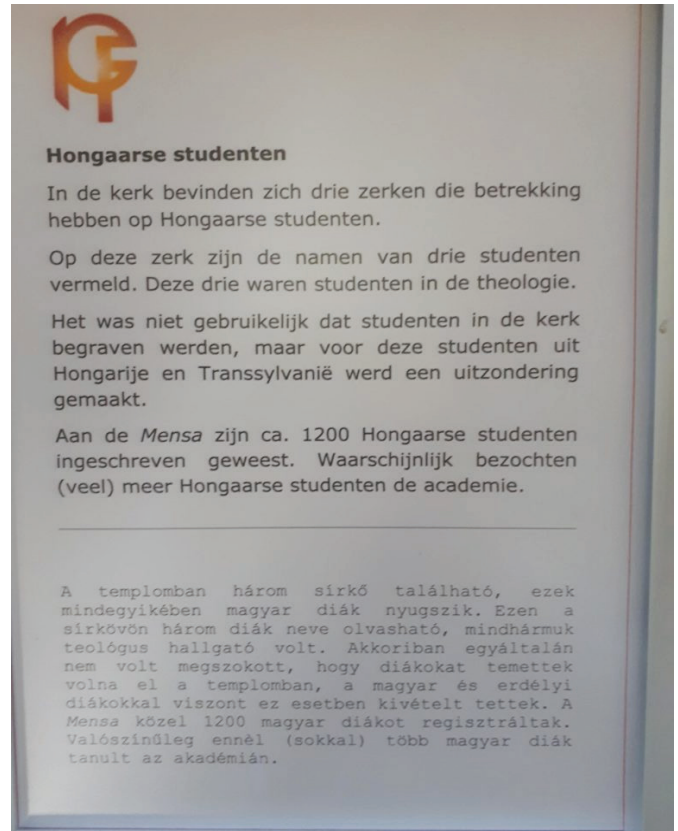 Hongaarse studenten
In de kerk bevinden zich drie zerken die betrekking
hebben op Hongaarse studenten.
Op deze zerk zijn de namen van drie studenten
vermeld. Deze drie waren studenten in de theologie.
Het was niet gebruikelijk dat studenten in de kerk
begraven werden, maar voor deze studenten uit
Hongarije en Transsylvanië werd een uitzondering
gemaakt.
Aan de Mensa zijn ca. 1200 Hongaarse studenten
ingeschreven geweest. Waarschijnlijk bezochten
(veel) meer Hongaarse studenten de academie.
A templomban három sírkő található, ezek
mindegyikében magyar diák nyugszik. Ezen a
sírkövön három diák neve olvasható, mindhármuk
teológus hallgató volt. Akkoriban egyáltalán
nem volt megszokott, hogy diákokat temettek
volna el a templomban, a magyar és erdélyi
diákokkal viszont ez esetben kivételt tettek. A
Mensa közel 1200 magyar diákot regisztráltak.
Valószínűleg ennèl (sokkal) több magyar diák
tanult az akadémián.